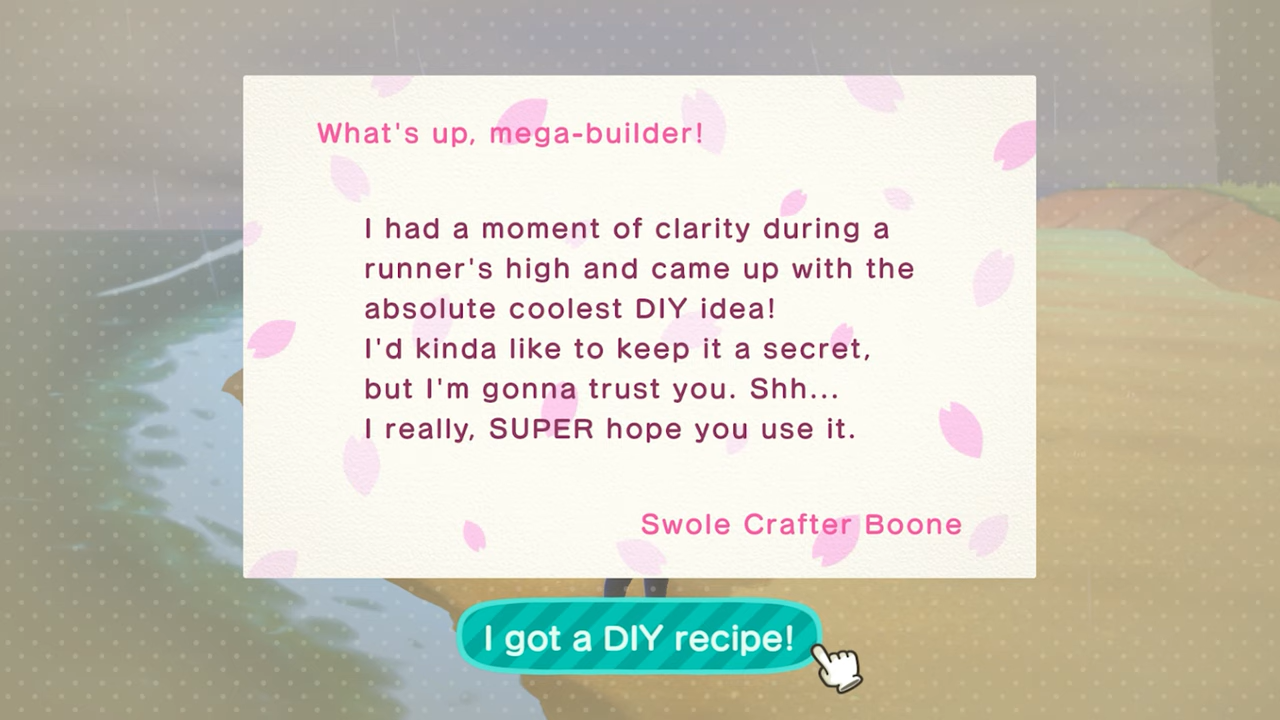 What's up, mega-builder!
I had a moment of clarity during a
runner's high and came up with the
absolute coolest DIY idea!
I'd kinda like to keep it a secret,
but I'm gonna trust you. Shh...
I really, SUPER hope you use it.
Swole Crafter Boone
I got a DIY recipe!